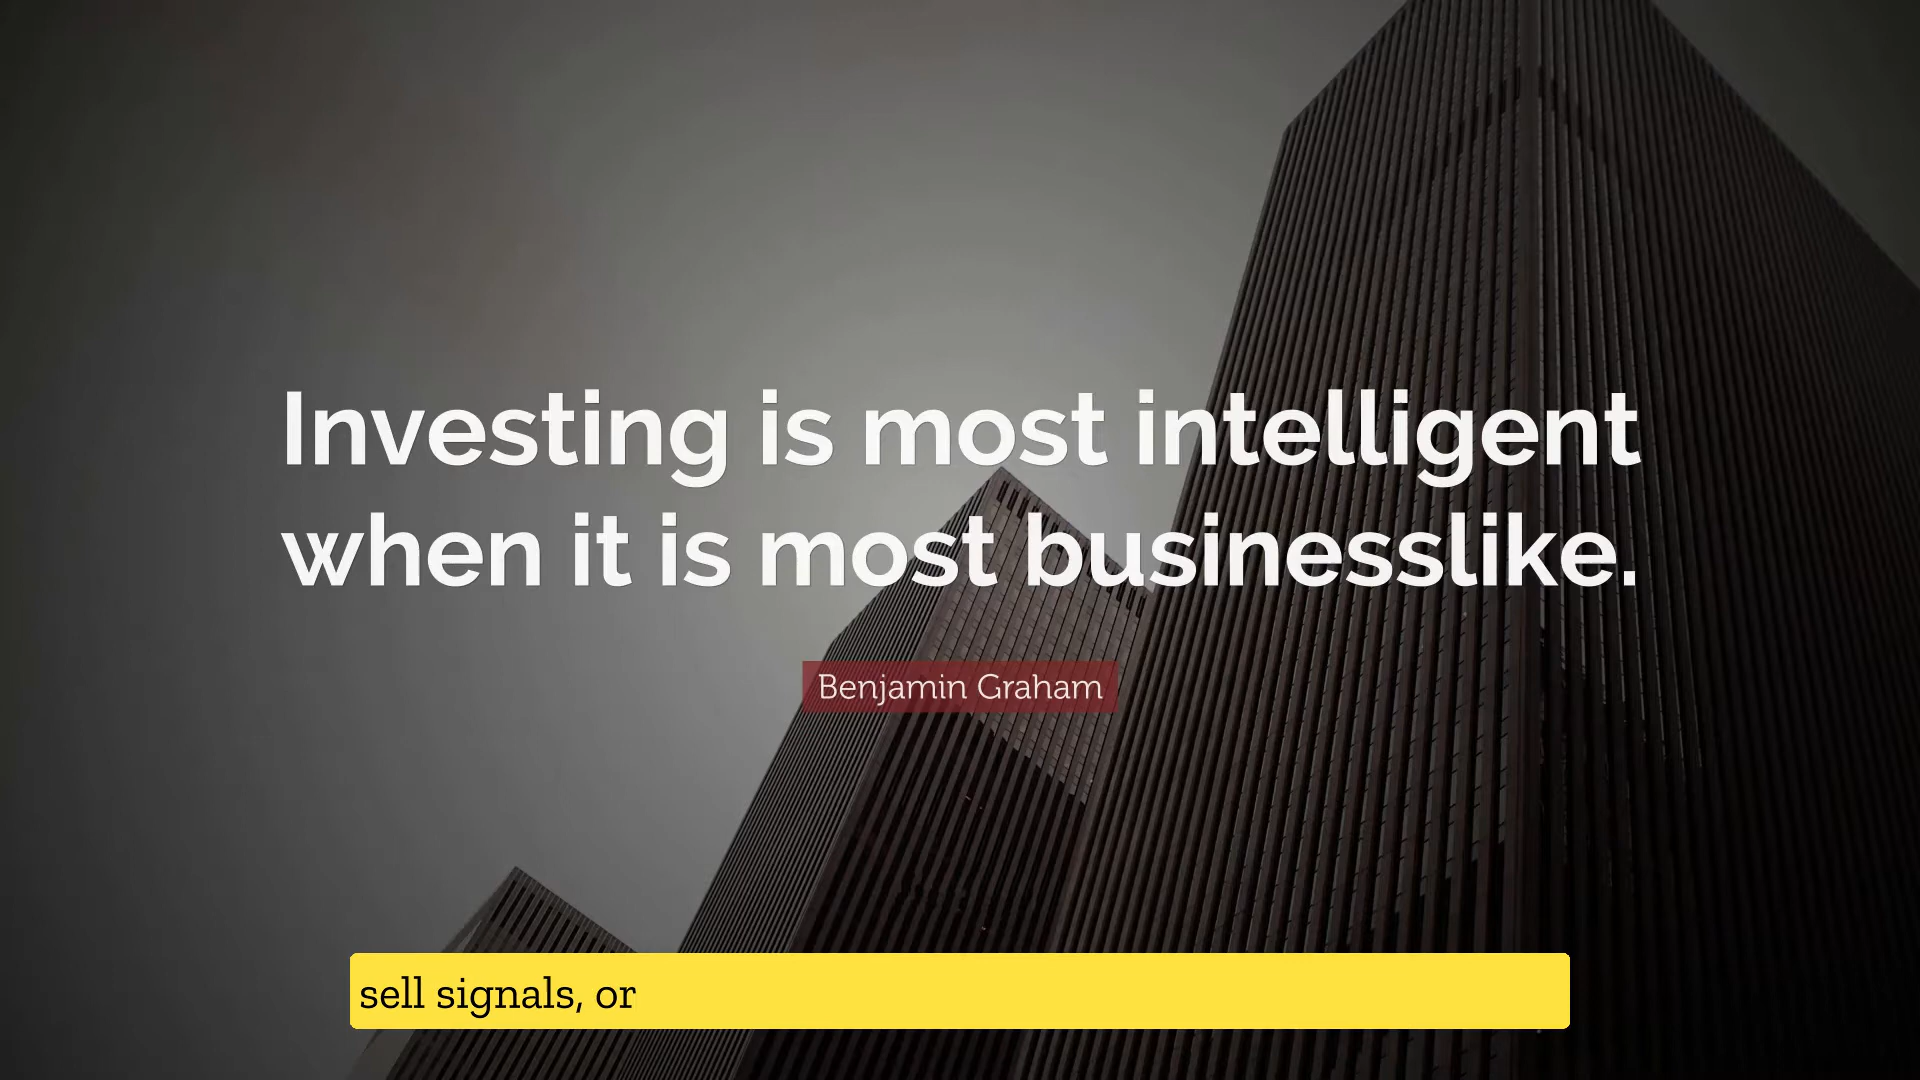 Investing is most intelligent
when it is most businesslike.
Benjamin Graham
sell signals, or